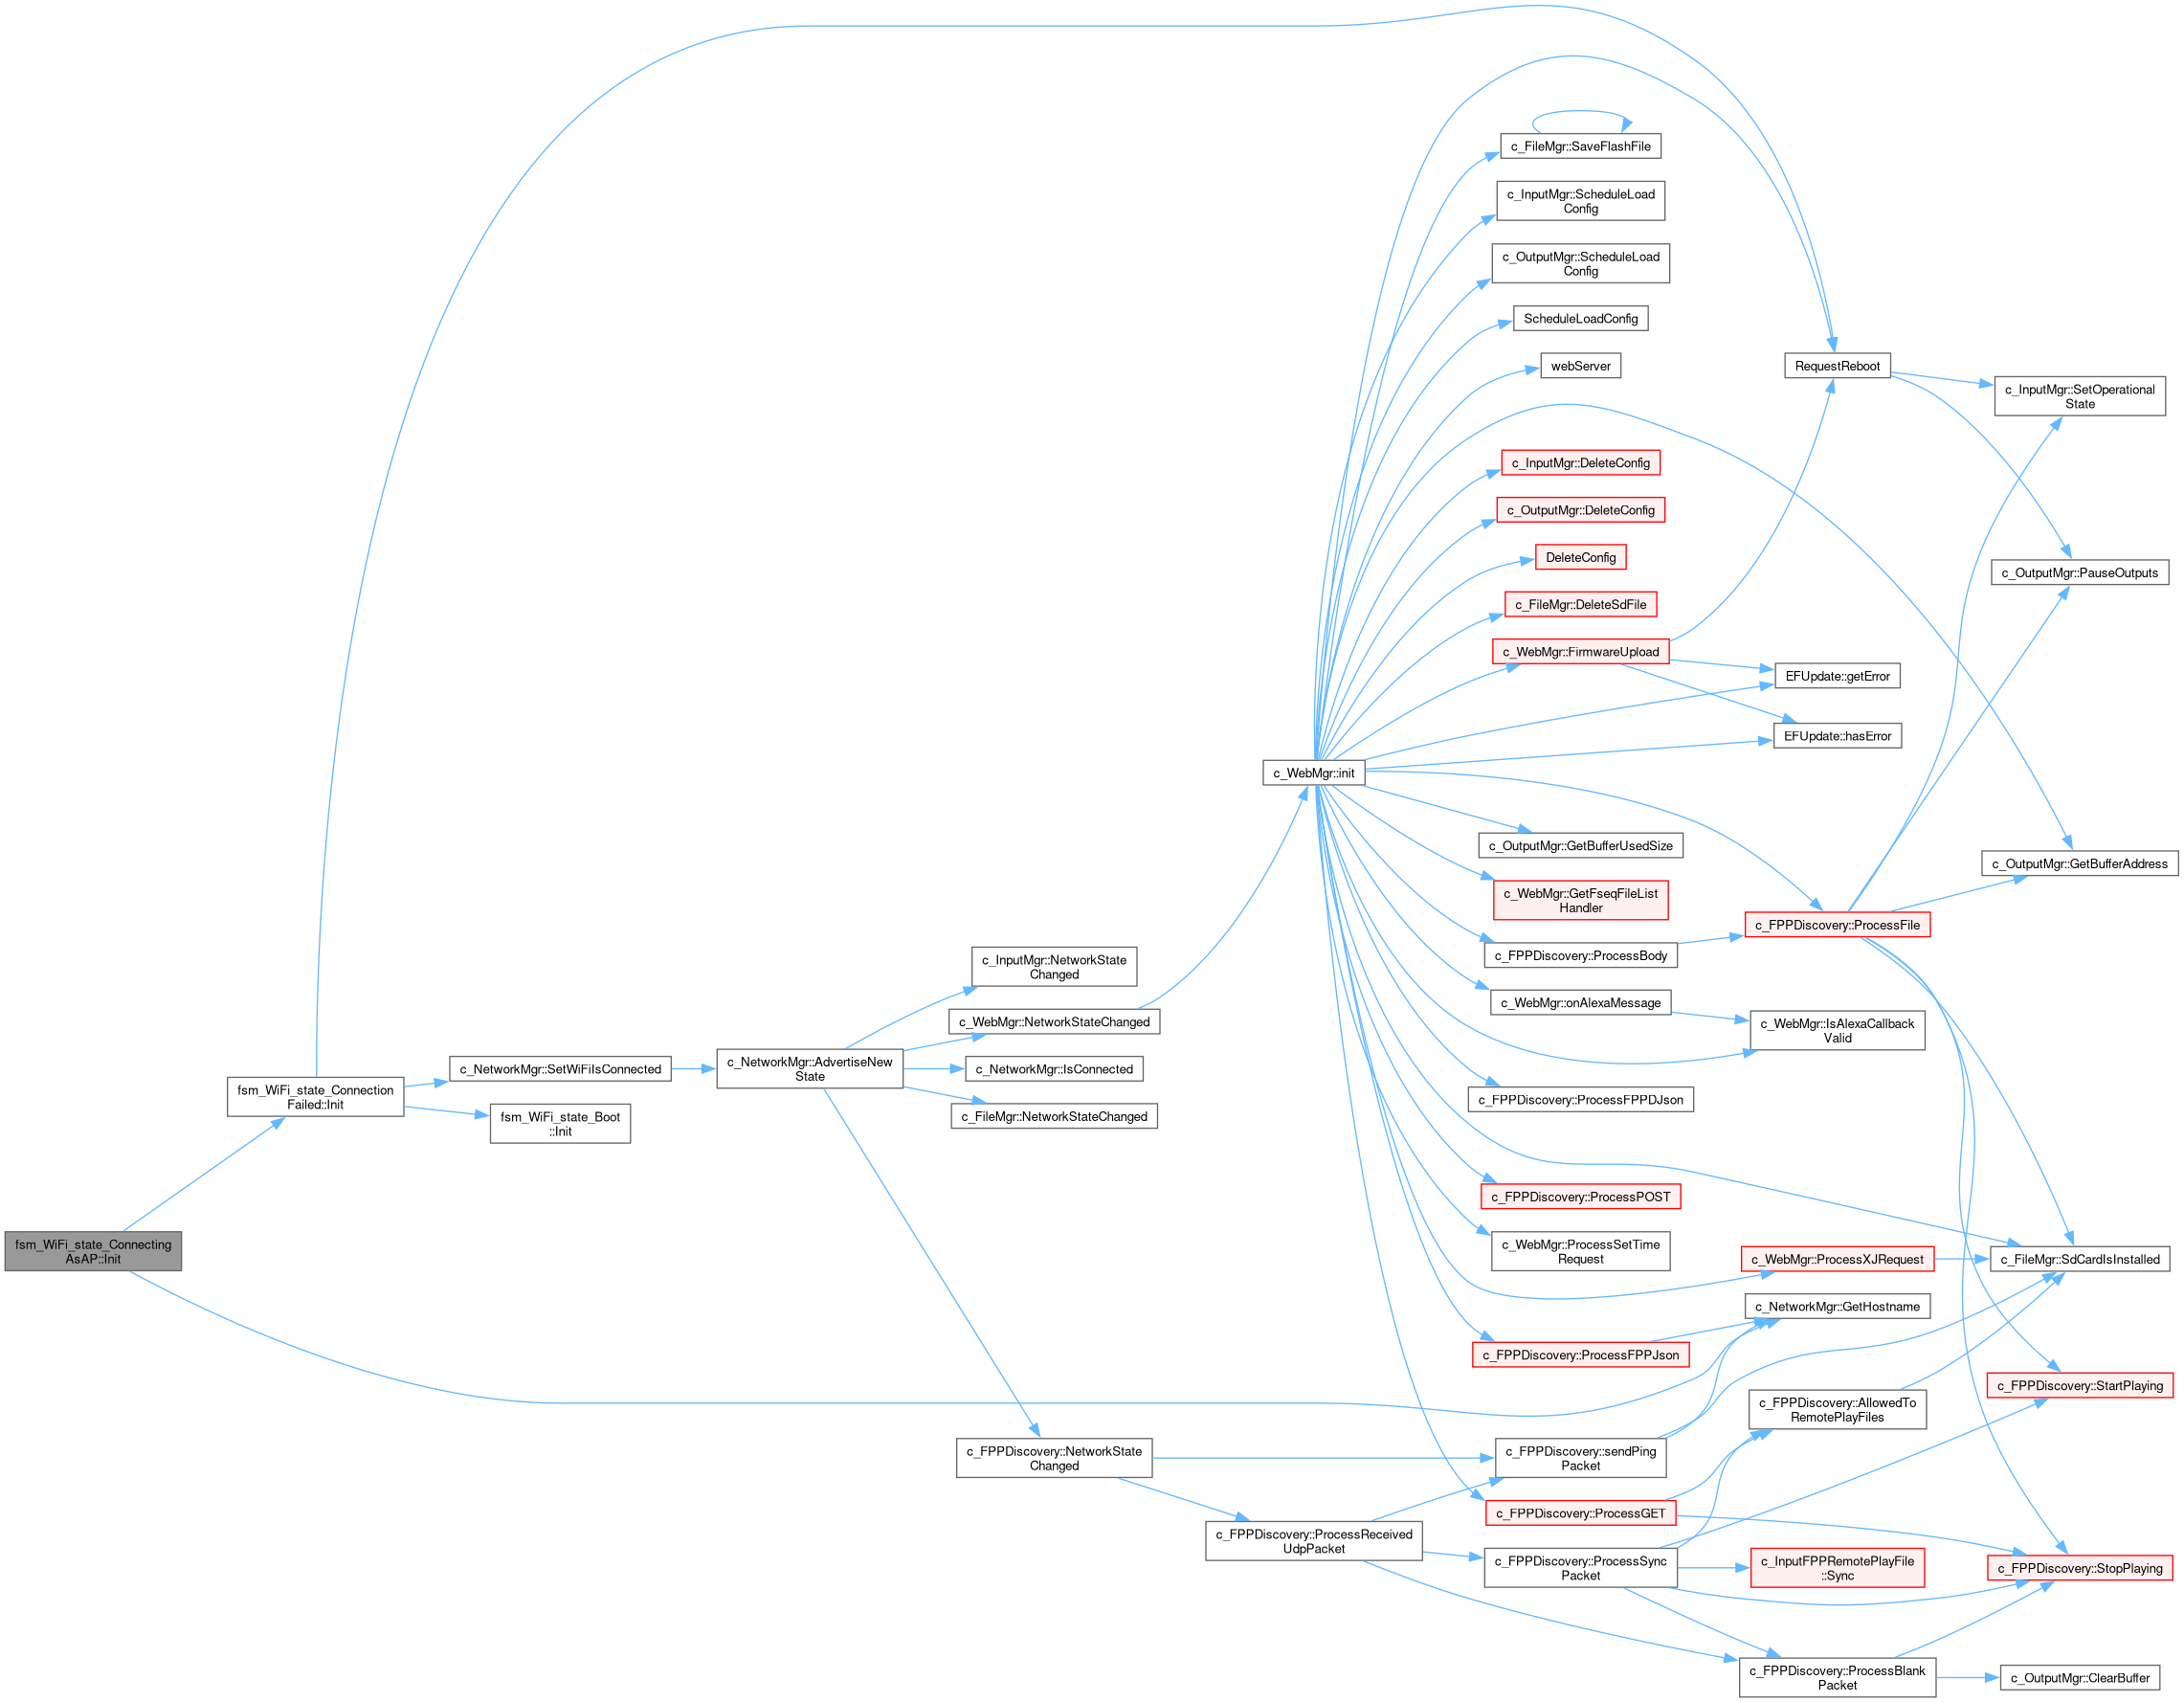 fsm_WiFi_state_Connecting
AsAP::Init
fsm_WiFi_state_Connection
Failed::Init
c_NetworkMgr::SetWiFiIsConnected
fsm_WiFi_state_Boot
::Init
c_NetworkMgr::AdvertiseNew
State
c_InputMgr::NetworkState
Changed
c_WebMgr::NetworkStateChanged
c_NetworkMgr::IsConnected
c_FileMgr::NetworkStateChanged
c_FPPDiscovery::NetworkState
Changed
c_FPPDiscovery::ProcessReceived
UdpPacket
c_WebMgr::init
c_FileMgr::SaveFlashFile
c_InputMgr::ScheduleLoad
Config
c_OutputMgr::ScheduleLoad
Config
ScheduleLoadConfig
webServer
c_InputMgr::DeleteConfig
c_OutputMgr::DeleteConfig
DeleteConfig
c_FileMgr::DeleteSdFile
c_WebMgr::FirmwareUpload
c_OutputMgr::GetBufferUsedSize
c_WebMgr::GetFseqFileList
Handler
c_FPPDiscovery::ProcessBody
c_WebMgr::onAlexaMessage
c_FPPDiscovery::ProcessFPPDJson
c_FPPDiscovery::ProcessPOST
c_WebMgr::ProcessSetTime
Request
c_FPPDiscovery::ProcessFPPJson
c_FPPDiscovery::sendPing
Packet
c_FPPDiscovery::ProcessGET
c_FPPDiscovery::ProcessSync
Packet
RequestReboot
EFUpdate::getError
EFUpdate::hasError
c_FPPDiscovery::ProcessFile
c_WebMgr::IsAlexaCallback
Valid
c_WebMgr::ProcessXJRequest
c_NetworkMgr::GetHostname
c_FPPDiscovery::AllowedTo
RemotePlayFiles
c_InputFPPRemotePlayFile
::Sync
c_FPPDiscovery::ProcessBlank
Packet
c_InputMgr::SetOperational
State
c_OutputMgr::PauseOutputs
c_OutputMgr::GetBufferAddress
c_FileMgr::SdCardIsInstalled
c_FPPDiscovery::StartPlaying
c_FPPDiscovery::StopPlaying
c_OutputMgr::ClearBuffer